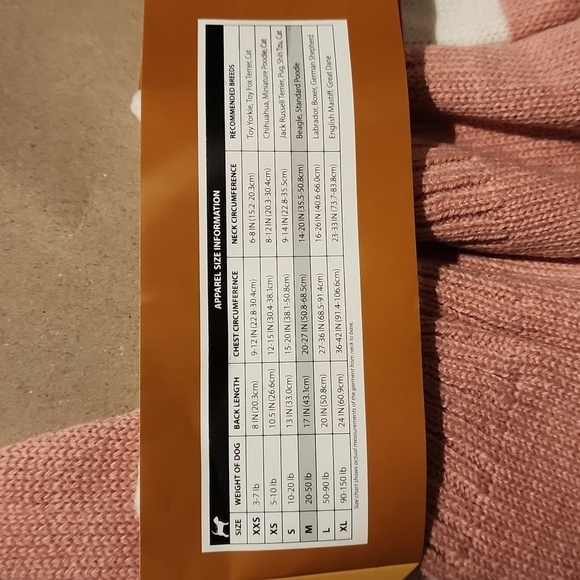 APPAREL SIZE INFORMATION
SIZE WEIGHT OF DOG BACK LENGTH CHEST CIRCUMFERENCE NECK CIRCUMFERENCE RECOMMENDED BREEDS
XXS 3-7 lb 8 IN (20.3cm) 9-12 IN (22.8-30.4cm) 6-8 IN (15.2-20.3cm) Toy Yorkie, Toy Fox Terrier, Cat
XS 5-10 lb 10.5 IN (26.6cm) 12-15 IN (30.4-38.1cm) 8-12 IN (20.3-30.4cm) Chihuahua, Miniature Poodle, Cat
S 10-20 lb 13 IN (33.0cm) 15-20 IN (38.1-50.8cm) 9-14 IN (22.8-35.5cm) Jack Russell Terrier, Pug, Shih Tzu, Cat
M 20-50 lb 17 IN (43.1cm) 20-27 IN (50.8-68.5cm) 14-20 IN (35.5-50.8cm) Beagle, Standard Poodle
L 50-90 lb 20 IN (50.8cm) 27-36 IN (68.5-91.4cm) 16-26 IN (40.6-66.0cm) Labrador, Boxer, German Shepherd
XL 90-150 lb 24 IN (60.9cm) 36-42 IN (91.4-106.6cm) 23-33 IN (73.7-83.8cm) English Mastiff, Great Dane
Size chart shows actual measurements of the garment from neck to base.